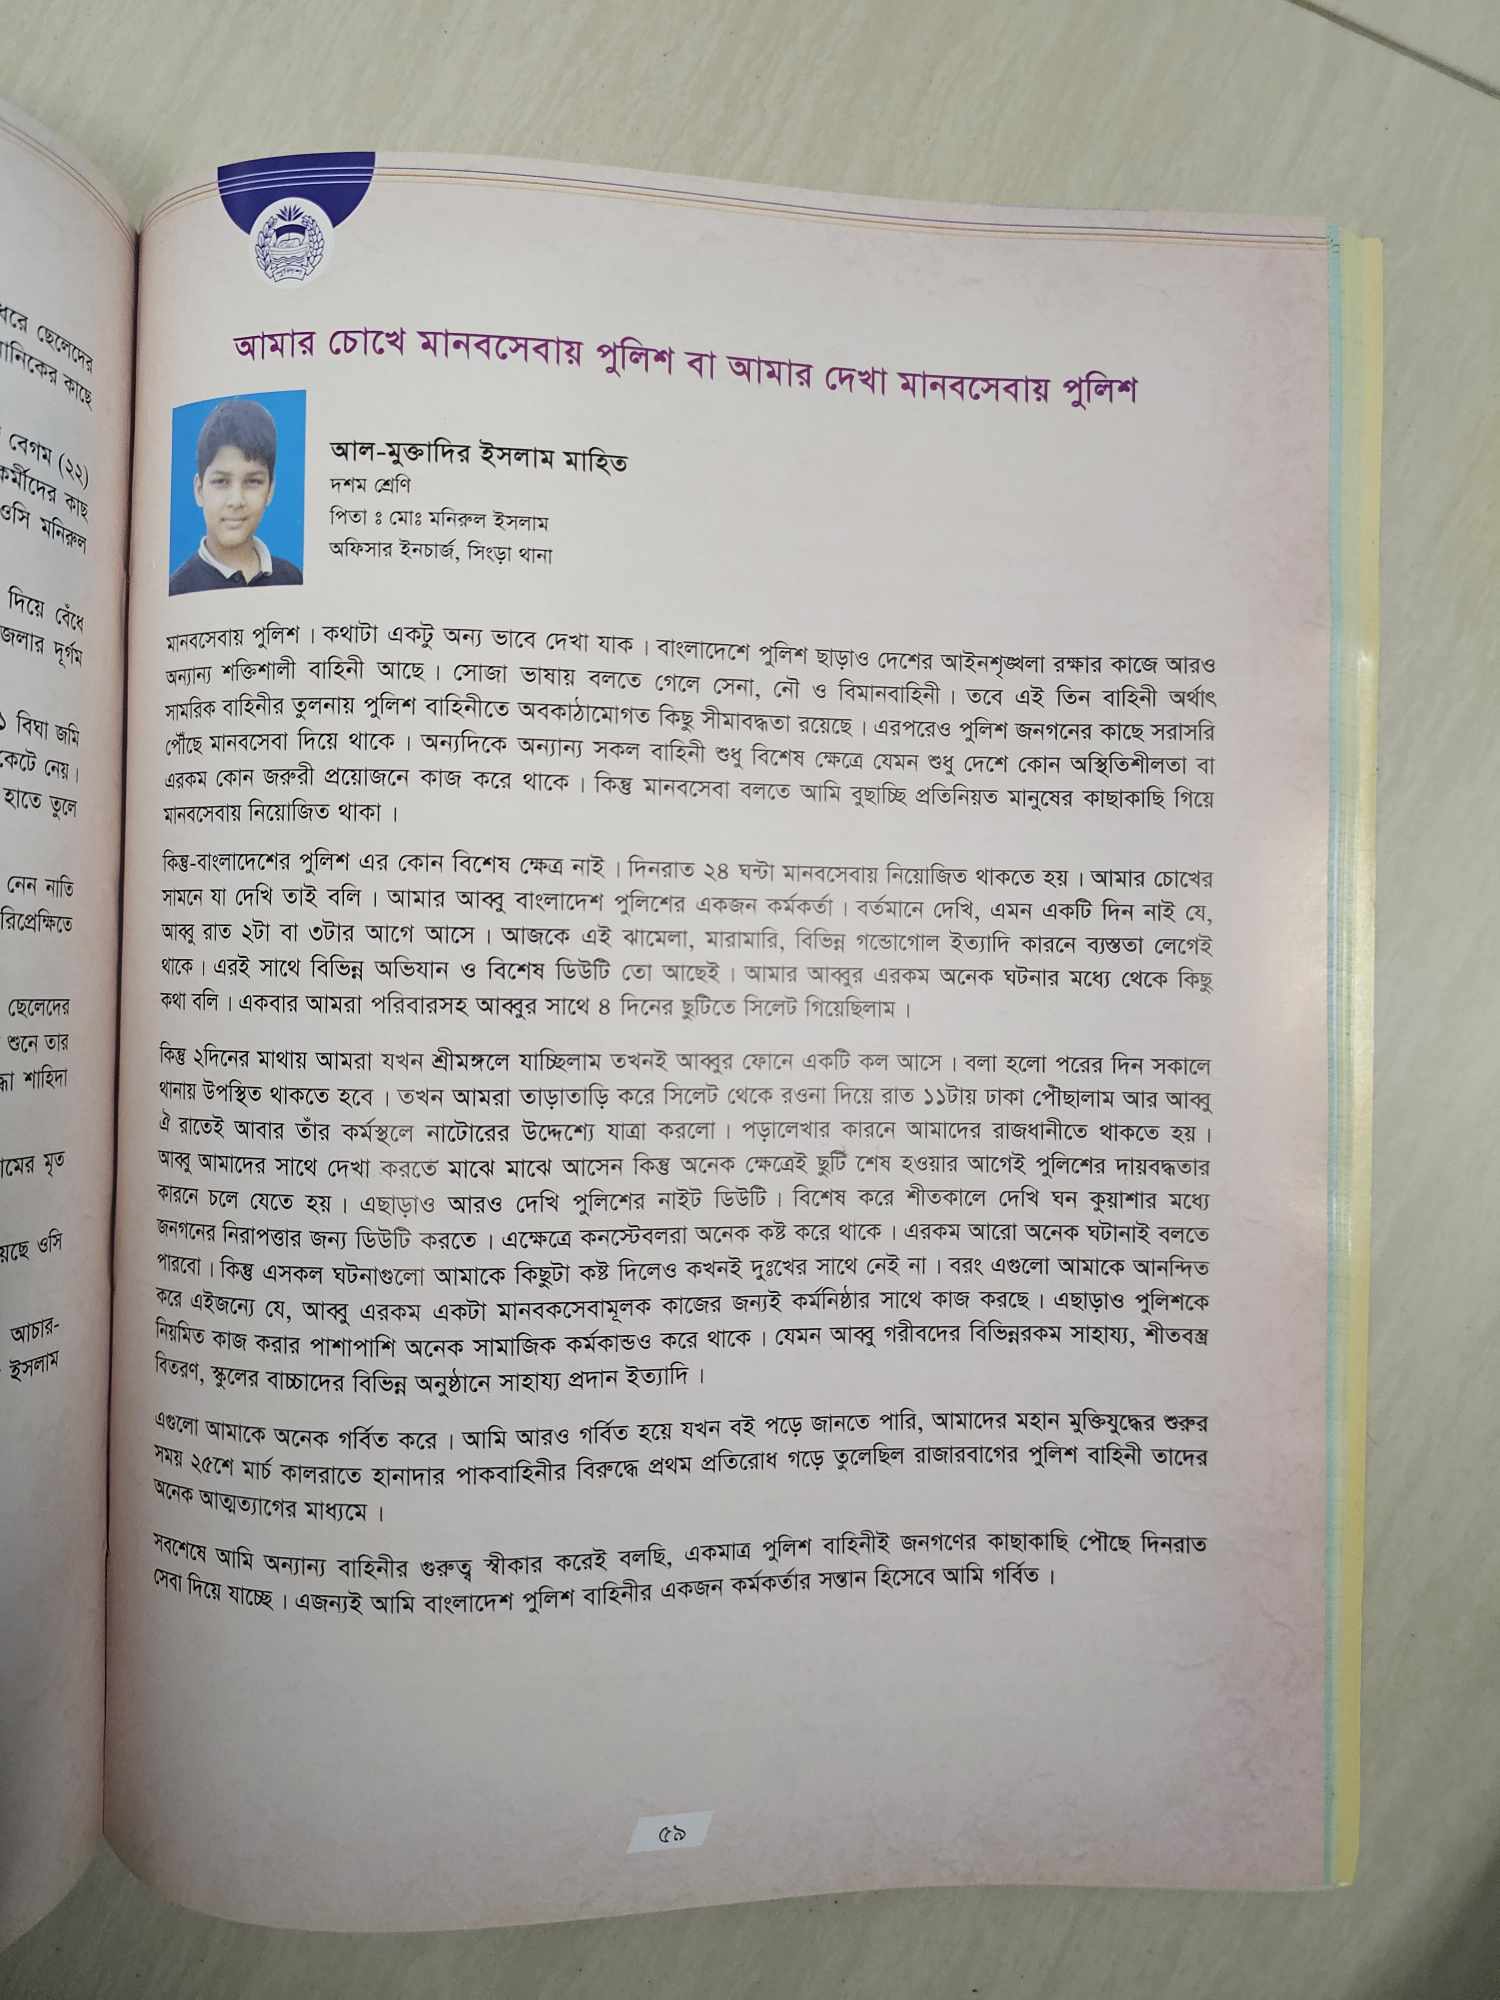 ধরে ছেলেদের
মানিকের কাছে
বেগম (২২)
কর্মীদের কাছ
ওসি মনিরুল
দিয়ে বেঁধে
জেলার দূর্গম
বিঘা জমি
কেটে নেয়।
হাতে তুলে
নেন নাতি
ছেলেদের
শুনে তার
শাহিদা
মৃত
ওসি
আচার-
ইসলাম
পুলিশ
আমার চোখে মানবসেবায় পুলিশ বা আমার দেখা মানবসেবায় পুলিশ
আল-মুক্তাদির ইসলাম মাহিত
দশম শ্রেণি
পিতা ঃ মোঃ মনিরুল ইসলাম
অফিসার ইনচার্জ, সিংড়া থানা
মানবসেবায় পুলিশ । কথাটা একটু অন্য ভাবে দেখা যাক । বাংলাদেশে পুলিশ ছাড়াও দেশের আইনশৃঙ্খলা রক্ষার কাজে আরও
অন্যান্য শক্তিশালী বাহিনী আছে । সোজা ভাষায় বলতে গেলে সেনা, নৌ ও বিমানবাহিনী । তবে এই তিন বাহিনী অর্থাৎ
সামরিক বাহিনীর তুলনায় পুলিশ বাহিনীতে অবকাঠামোগত কিছু সীমাবদ্ধতা রয়েছে । এরপরেও পুলিশ জনগনের কাছে সরাসরি
পৌঁছে মানবসেবা দিয়ে থাকে । অন্যদিকে অন্যান্য সকল বাহিনী শুধু বিশেষ ক্ষেত্রে যেমন শুধু দেশে কোন অস্থিতিশীলতা বা
এরকম কোন জরুরী প্রয়োজনে কাজ করে থাকে । কিন্তু মানবসেবা বলতে আমি বুছাচ্ছি প্রতিনিয়ত মানুষের কাছাকাছি গিয়ে
মানবসেবায় নিয়োজিত থাকা ।
কিন্তু-বাংলাদেশের পুলিশ এর কোন বিশেষ ক্ষেত্র নাই । দিনরাত ২৪ ঘন্টা মানবসেবায় নিয়োজিত থাকতে হয় । আমার চোখের
সামনে যা দেখি তাই বলি । আমার আব্বু বাংলাদেশ পুলিশের একজন কর্মকর্তা । বর্তমানে দেখি, এমন একটি দিন নাই যে,
আব্বু রাত ২টা বা ৩টার আগে আসে । আজকে এই ঝামেলা, মারামারি, বিভিন্ন গন্ডোগোল ইত্যাদি কারনে ব্যস্ততা লেগেই
থাকে । এরই সাথে বিভিন্ন অভিযান ও বিশেষ ডিউটি তো আছেই । আমার আব্বুর এরকম অনেক ঘটনার মধ্যে থেকে কিছু
কথা বলি । একবার আমরা পরিবারসহ আব্বুর সাথে ৪ দিনের ছুটিতে সিলেট গিয়েছিলাম ।
কিন্তু ২দিনের মাথায় আমরা যখন শ্রীমঙ্গলে যাচ্ছিলাম তখনই আব্বুর ফোনে একটি কল আসে । বলা হলো পরের দিন সকালে
থানায় উপস্থিত থাকতে হবে । তখন আমরা তাড়াতাড়ি করে সিলেট থেকে রওনা দিয়ে রাত ১১টায় ঢাকা পৌঁছালাম আর আব্বু
ঐ রাতেই আবার তাঁর কর্মস্থলে নাটোরের উদ্দেশ্যে যাত্রা করলো । পড়ালেখার কারনে আমাদের রাজধানীতে থাকতে হয় ।
আব্বু আমাদের সাথে দেখা করতে মাঝে মাঝে আসেন কিন্তু অনেক ক্ষেত্রেই ছুটি শেষ হওয়ার আগেই পুলিশের দায়বদ্ধতার
কারনে চলে যেতে হয় । এছাড়াও আরও দেখি পুলিশের নাইট ডিউটি । বিশেষ করে শীতকালে দেখি ঘন কুয়াশার মধ্যে
জনগনের নিরাপত্তার জন্য ডিউটি করতে । এক্ষেত্রে কনস্টেবলরা অনেক কষ্ট করে থাকে । এরকম আরো অনেক ঘটানাই বলতে
পারবো । কিন্তু এসকল ঘটনাগুলো আমাকে কিছুটা কষ্ট দিলেও কখনই দুঃখের সাথে নেই না । বরং এগুলো আমাকে আনন্দিত
করে এইজন্যে যে, আব্বু এরকম একটা মানবকসেবামূলক কাজের জন্যই কর্মনিষ্ঠার সাথে কাজ করছে । এছাড়াও পুলিশকে
নিয়মিত কাজ করার পাশাপাশি অনেক সামাজিক কর্মকান্ডও করে থাকে । যেমন আব্বু গরীবদের বিভিন্নরকম সাহায্য, শীতবস্ত্র
বিতরণ, স্কুলের বাচ্চাদের বিভিন্ন অনুষ্ঠানে সাহায্য প্রদান ইত্যাদি ।
এগুলো আমাকে অনেক গর্বিত করে । আমি আরও গর্বিত হয়ে যখন বই পড়ে জানতে পারি, আমাদের মহান মুক্তিযুদ্ধের শুরুর
সময় ২৫শে মার্চ কালরাতে হানাদার পাকবাহিনীর বিরুদ্ধে প্রথম প্রতিরোধ গড়ে তুলেছিল রাজারবাগের পুলিশ বাহিনী তাদের
অনেক আত্মত্যাগের মাধ্যমে ।
সবশেষে আমি অন্যান্য বাহিনীর গুরুত্ব স্বীকার করেই বলছি, একমাত্র পুলিশ বাহিনীই জনগণের কাছাকাছি পৌছে দিনরাত
সেবা দিয়ে যাচ্ছে । এজন্যই আমি বাংলাদেশ পুলিশ বাহিনীর একজন কর্মকর্তার সন্তান হিসেবে আমি গর্বিত ।
৫৯